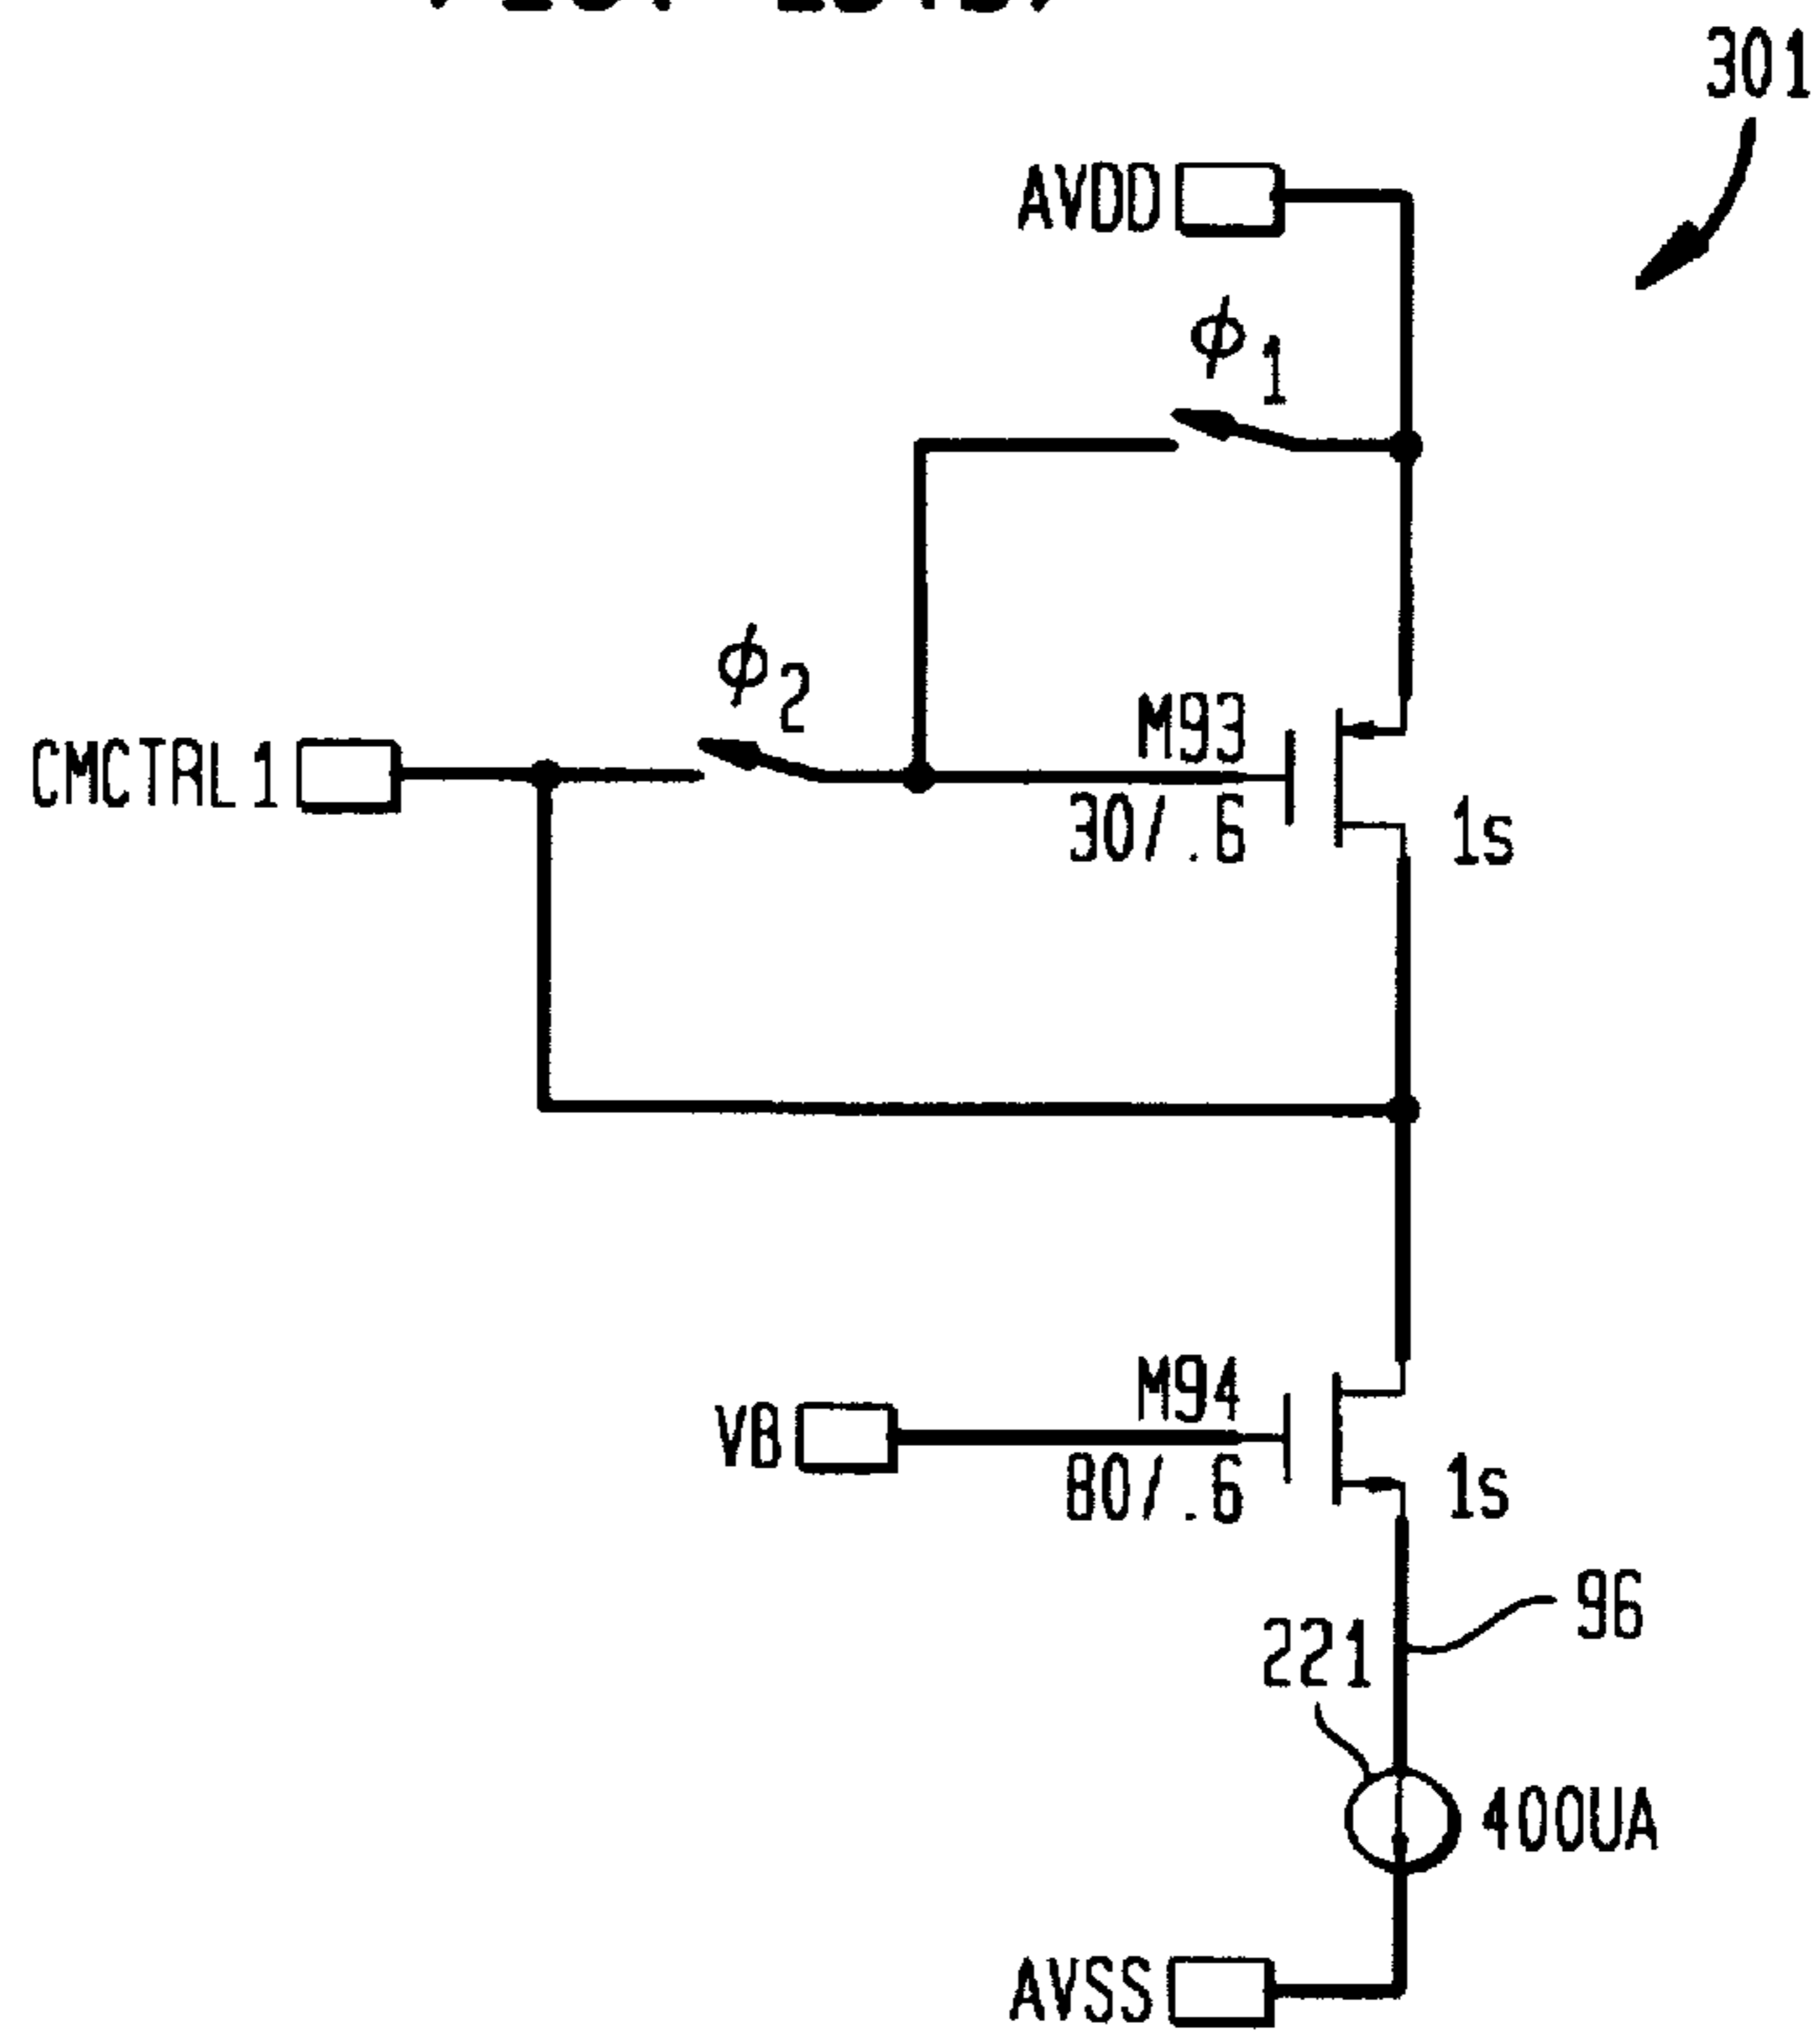 301
AVDD
ϕ1
ϕ2
M93
CMCTRL1
30/.6
1s
M94
VB
80/.6
1s
96
221
400UA
AVSS